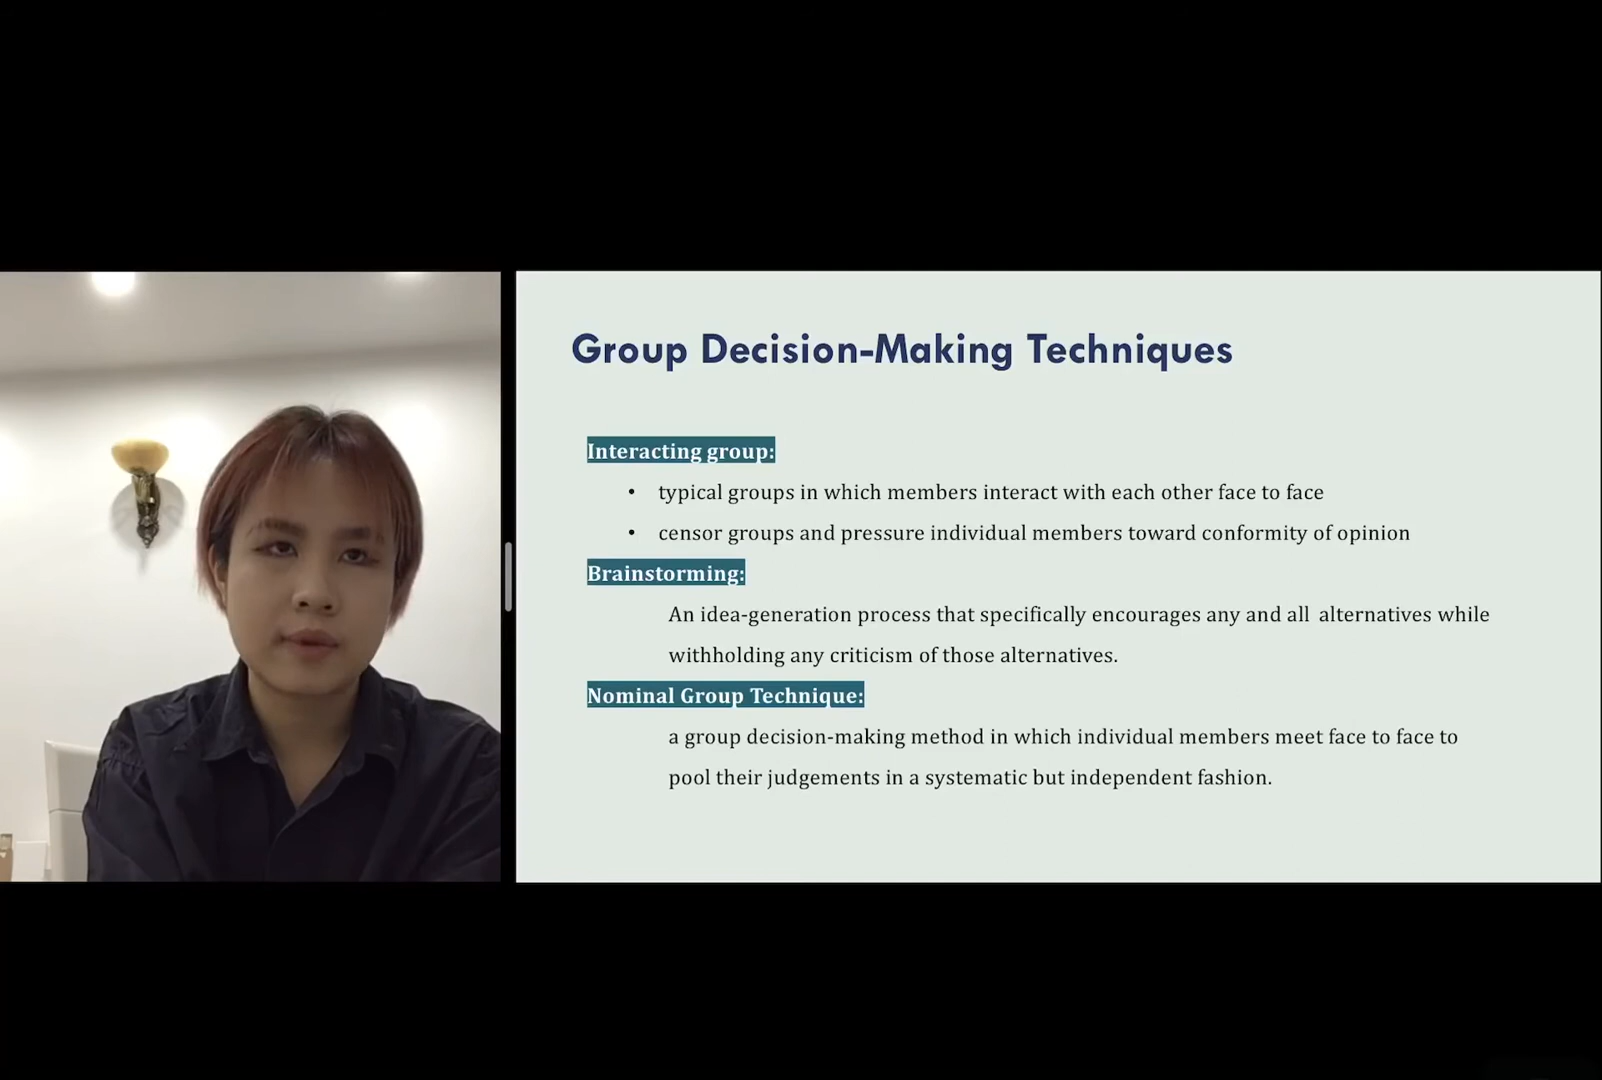 Group Decision-Making Techniques
Interacting group:
• typical groups in which members interact with each other face to face
• censor groups and pressure individual members toward conformity of opinion
Brainstorming:
An idea-generation process that specifically encourages any and all alternatives while
withholding any criticism of those alternatives.
Nominal Group Technique:
a group decision-making method in which individual members meet face to face to
pool their judgements in a systematic but independent fashion.